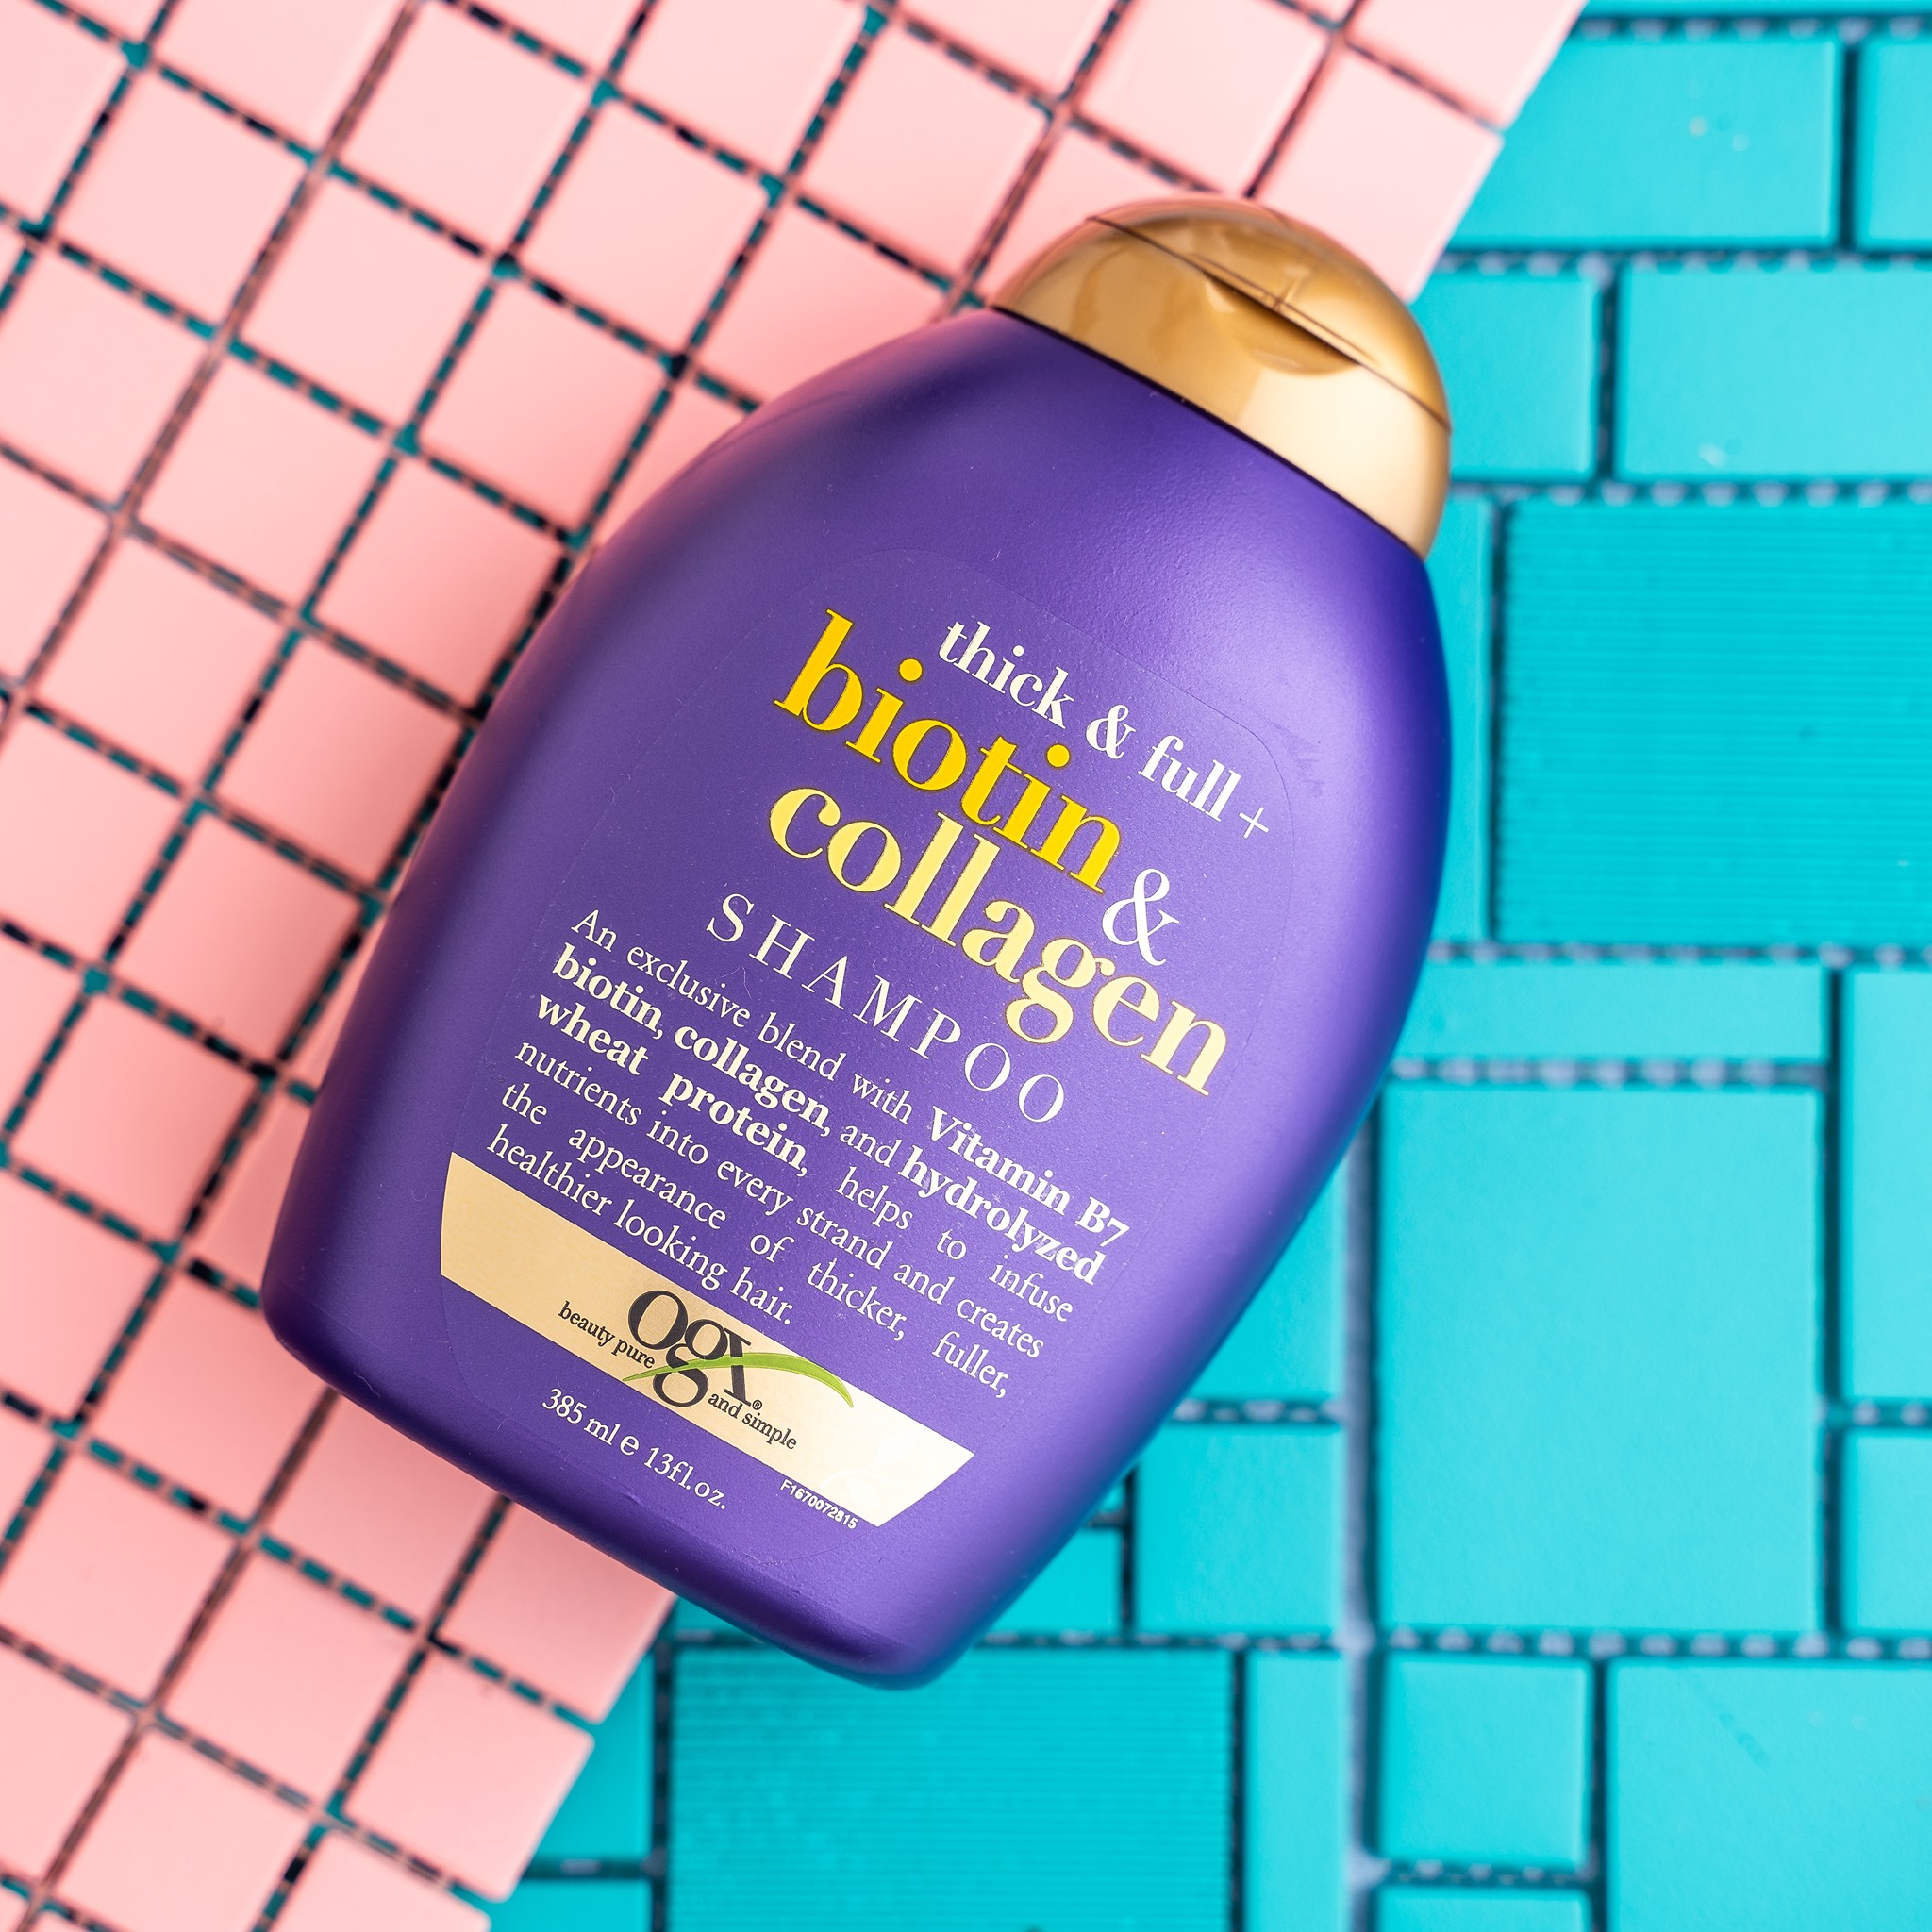 thick & full +
biotin &
collagen
SHAMPOO
An exclusive blend with Vitamin B7
biotin, collagen, and hydrolyzed
wheat protein, helps to infuse
nutrients into every strand and creates
the appearance of thicker, fuller,
healthier looking hair.
ogx®
beauty pure and simple
385 ml e 13fl.oz.
F1670072815